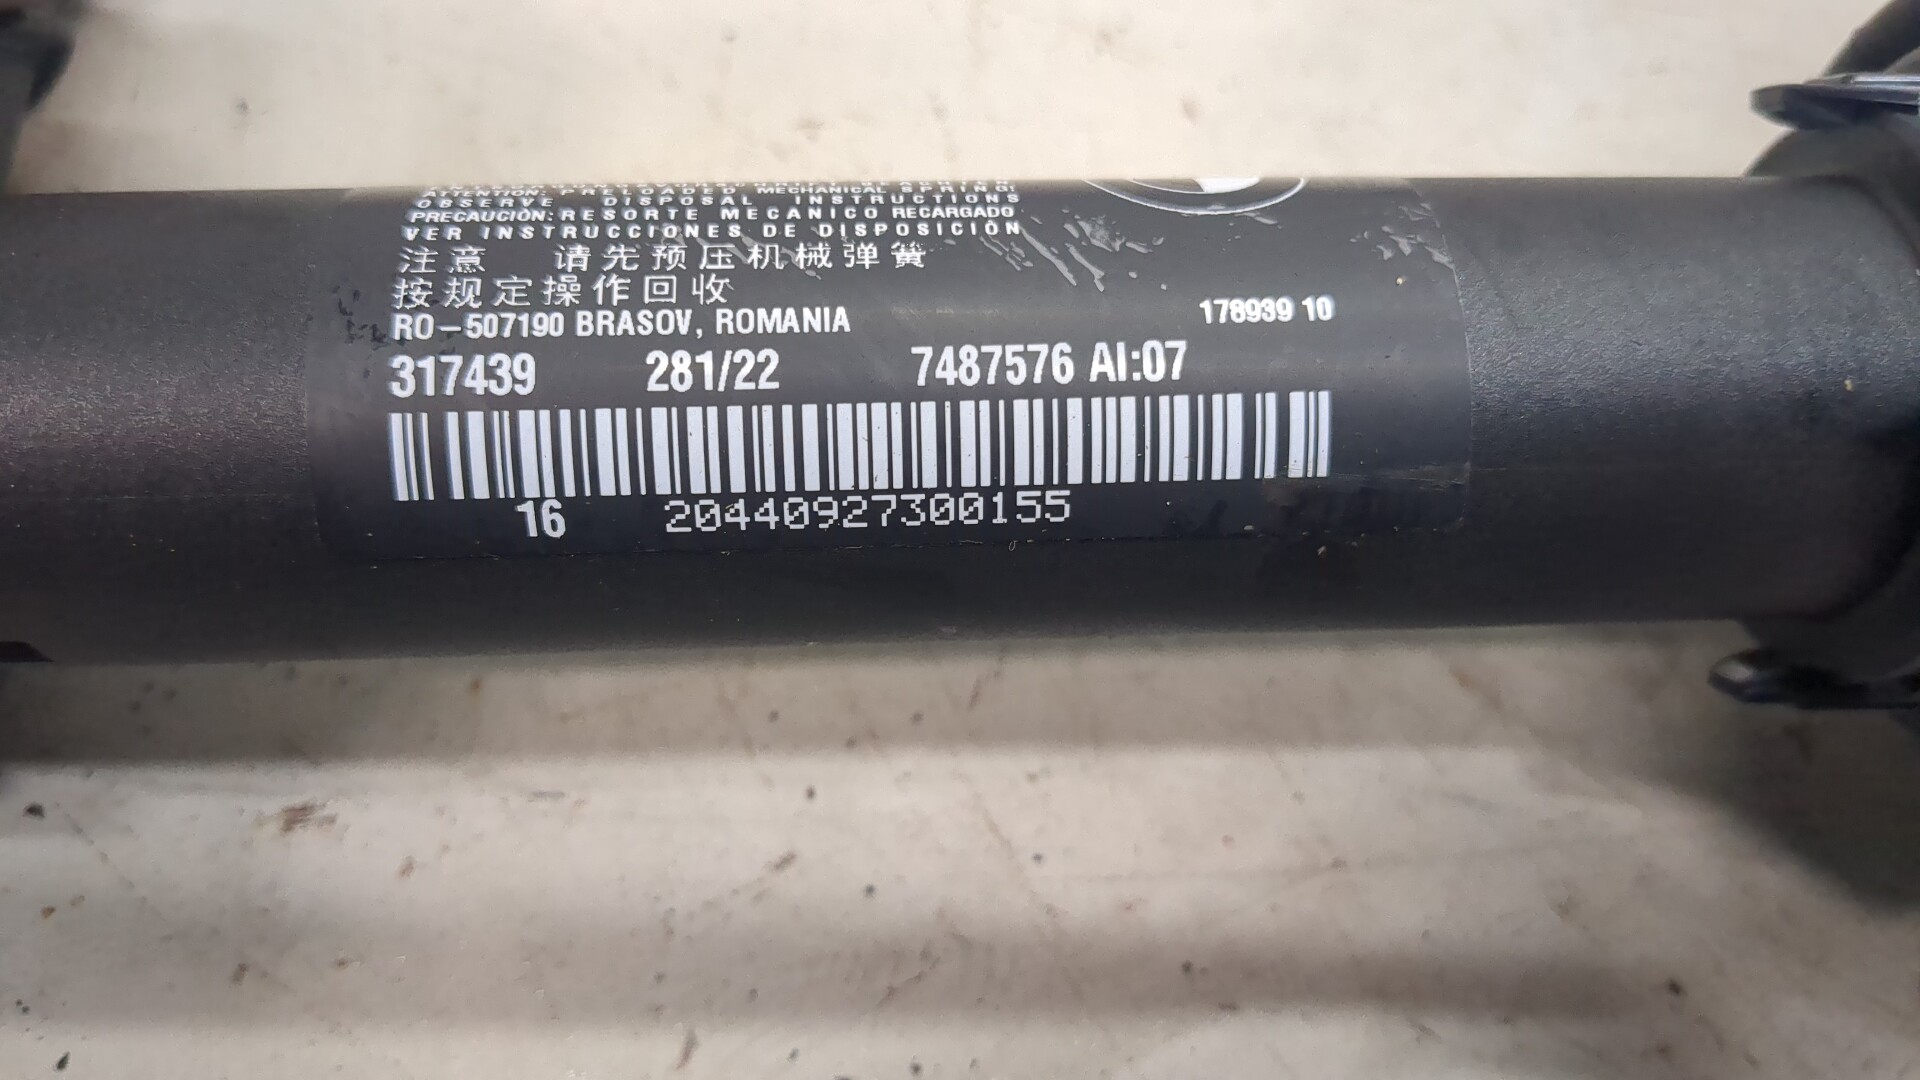 ATTENTION: PRELOADED MECHANICAL SPRING!
OBSERVE DISPOSAL INSTRUCTIONS
PRECAUCIÓN: RESORTE MECANICO RECARGADO
VER INSTRUCCIONES DE DISPOSICIÓN
注意 请先预压机械弹簧
按规定操作回收
RO-507190 BRASOV, ROMANIA 178939 10
317439 281/22 7487576 AI:07
16 20440927300155